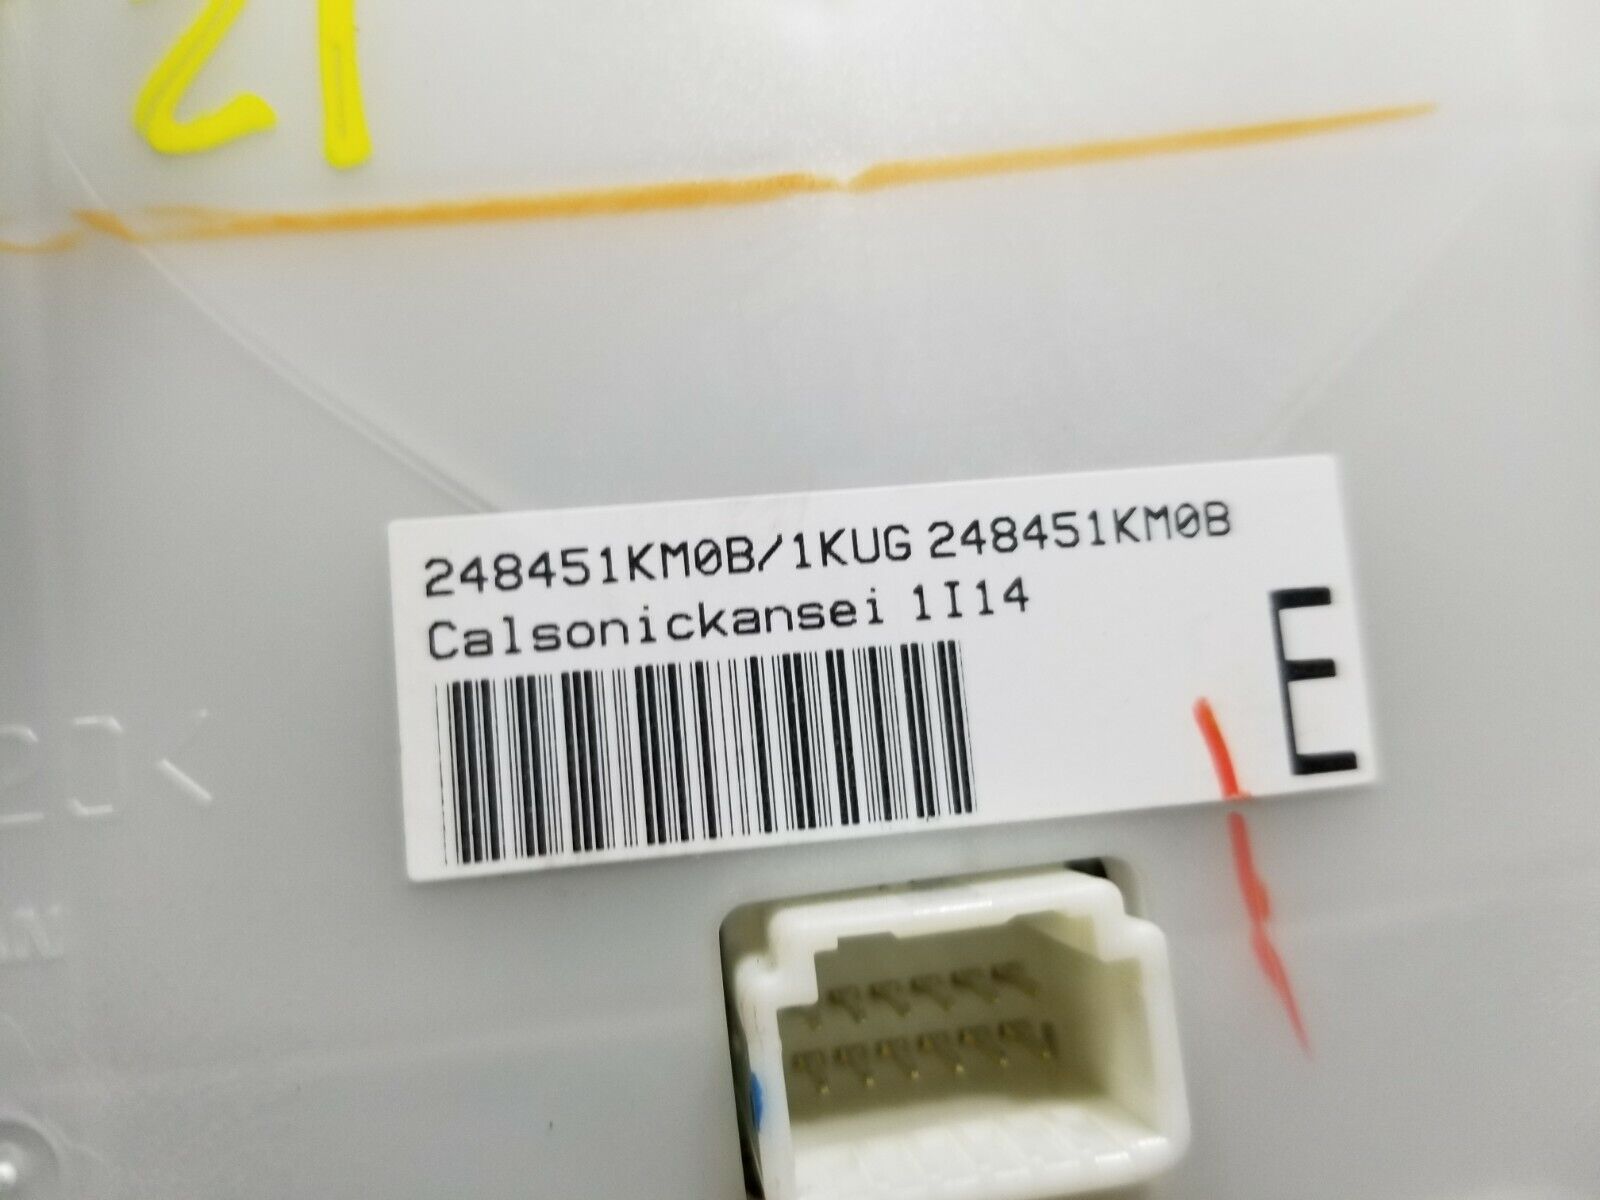 21
248451KM0B/1KUG 248451KM0B
Calsonickansei 1I14
E